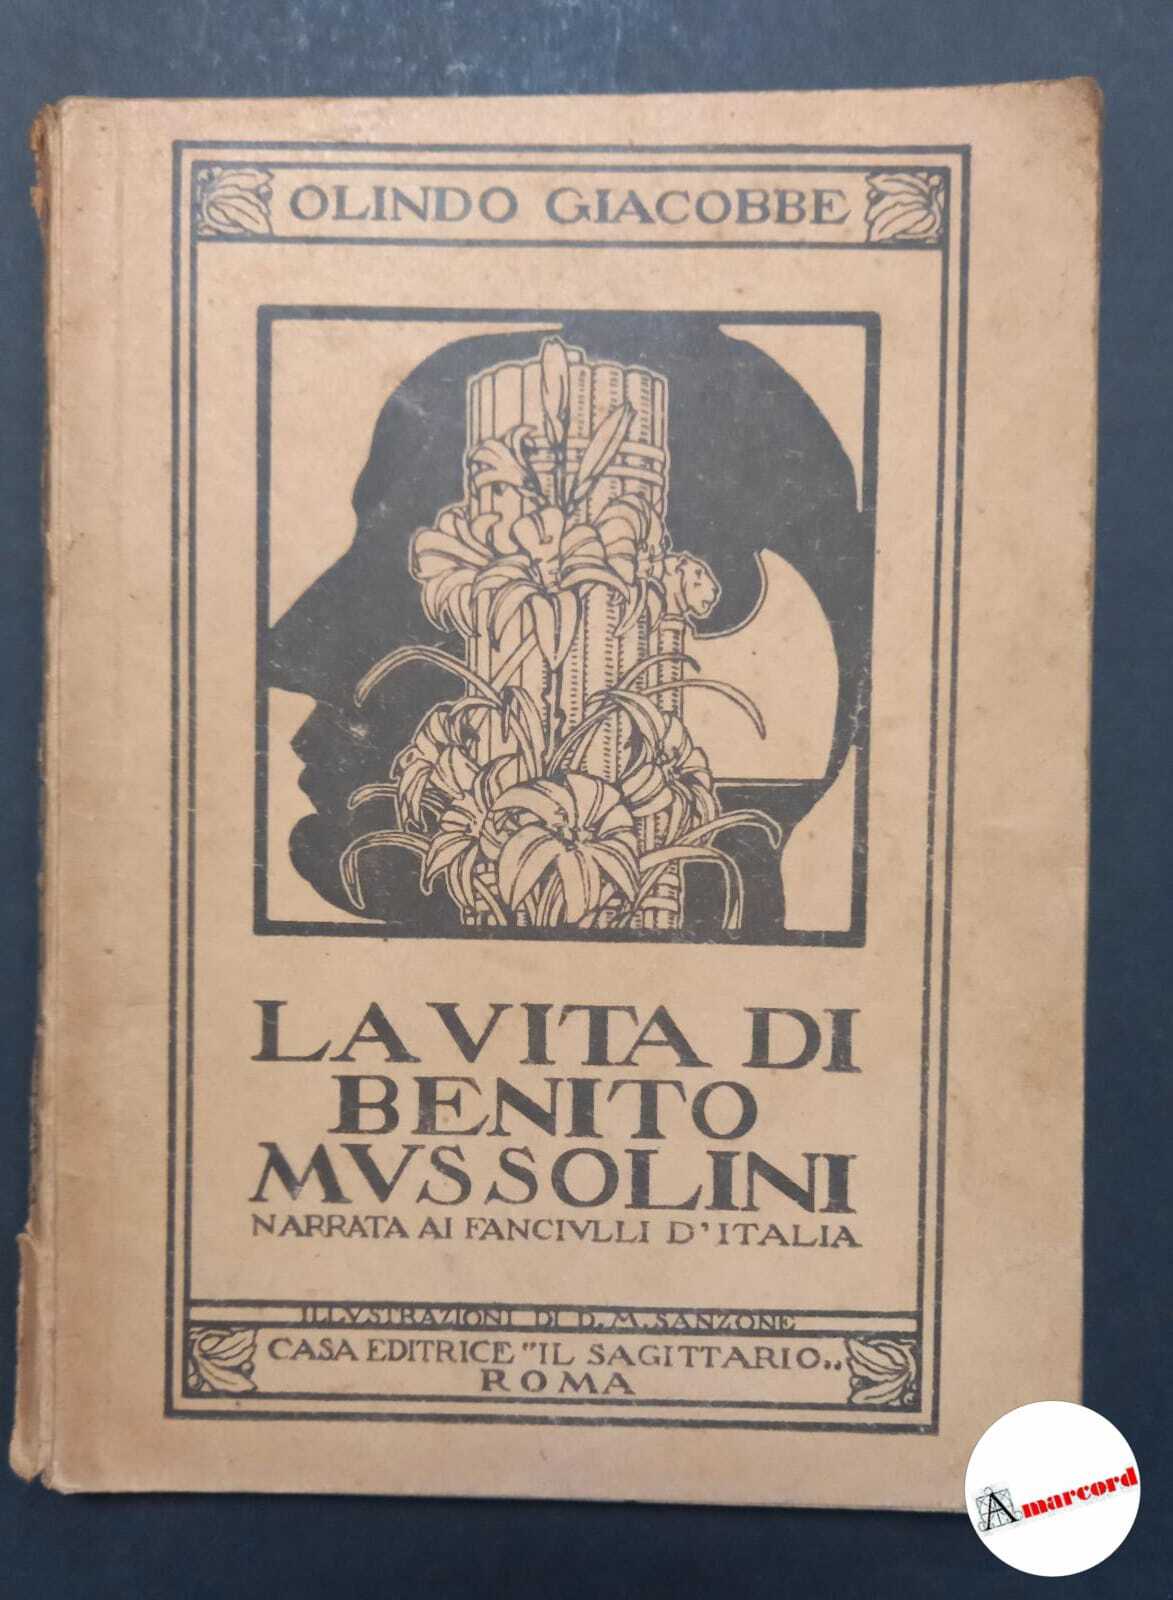 OLINDO GIACOBBE
LA VITA DI
BENITO
MVSSOLINI
NARRATA AI FANCIVLLI D'ITALIA
ILLVSTRAZIONI DI D. M. SANZONE
CASA EDITRICE "IL SAGITTARIO„
ROMA
Amarcord